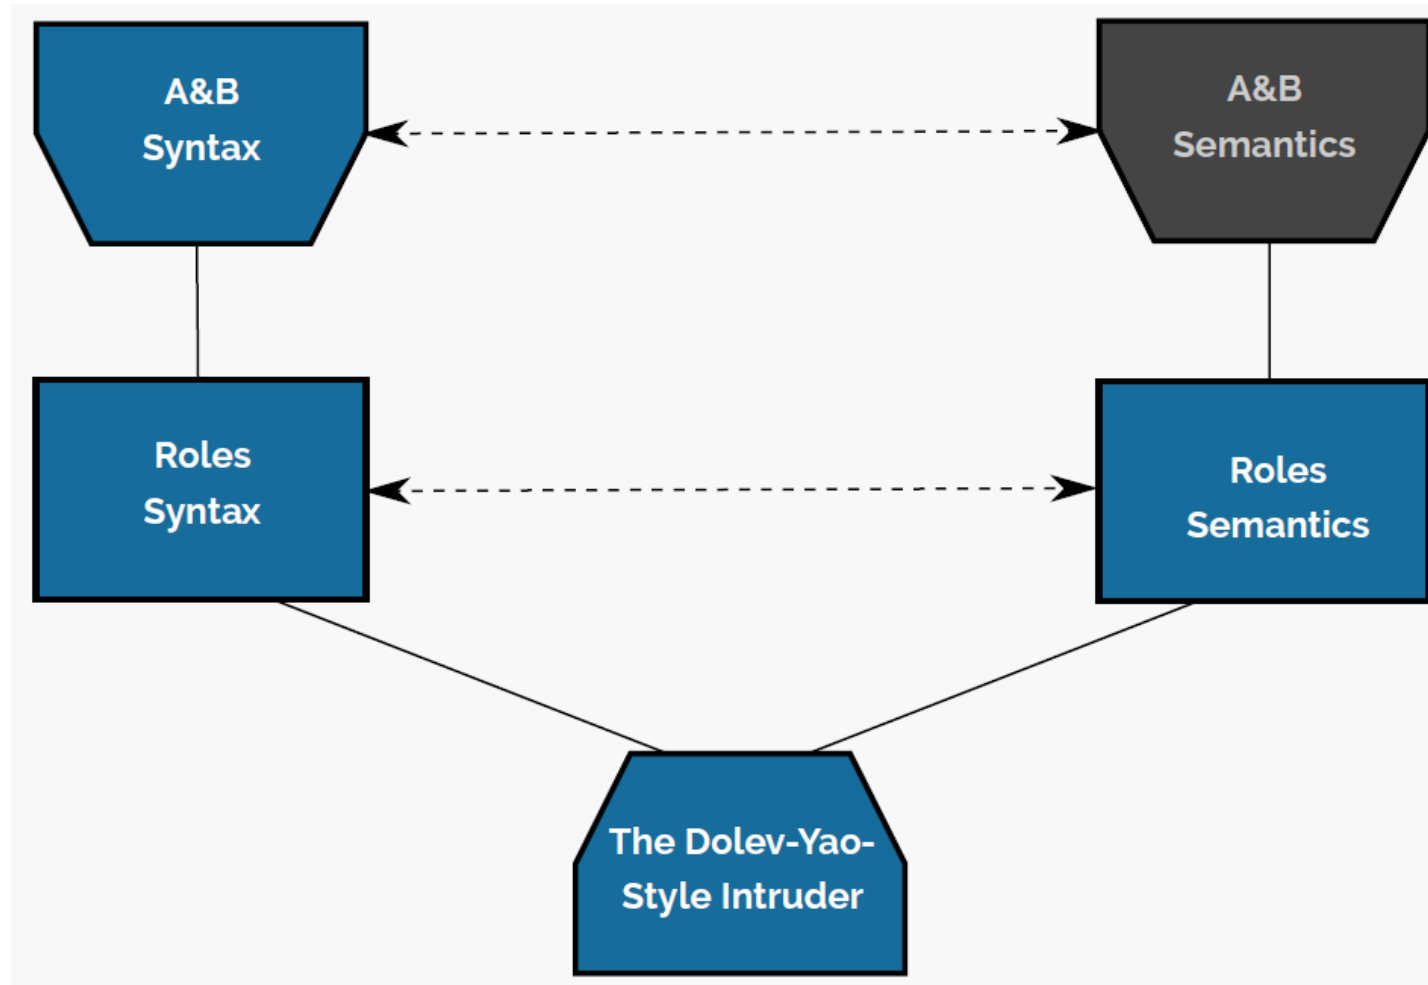 A&B
Syntax
A&B
Semantics
Roles
Syntax
Roles
Semantics
The Dolev-Yao-
Style Intruder